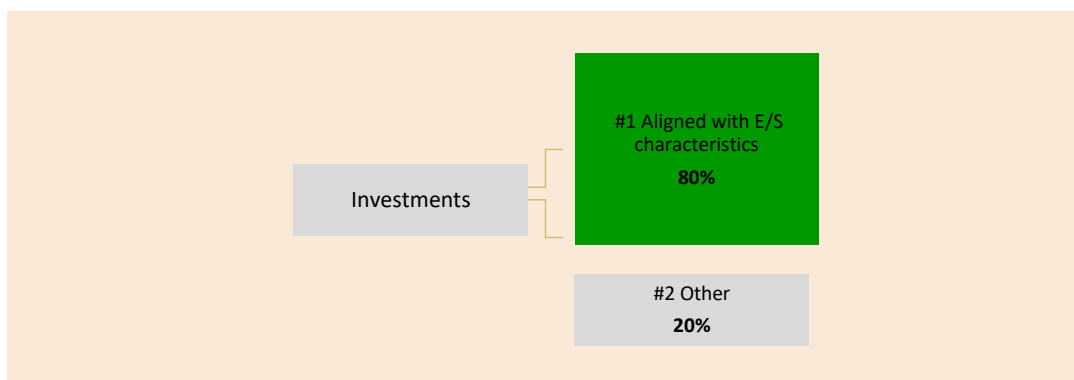 #1 Aligned with E/S
characteristics
80%
Investments
#2 Other
20%